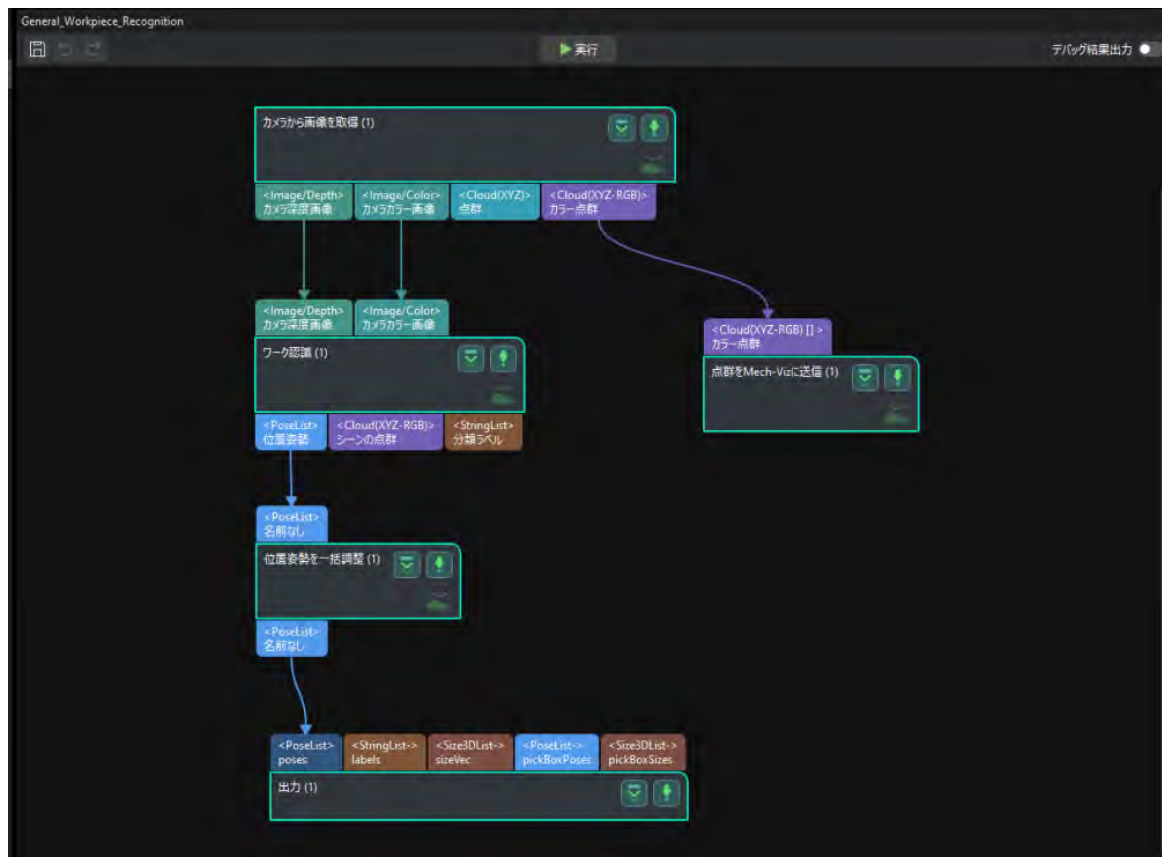 General_Workpiece_Recognition
実行
デバッグ結果出力
カメラから画像を取得 (1)
<Image/Depth>
カメラ深度画像
<Image/Color>
カメラカラー画像
<Cloud(XYZ)>
点群
<Cloud(XYZ-RGB)>
カラー点群
<Image/Depth>
カメラ深度画像
<Image/Color>
カメラカラー画像
ワーク認識 (1)
<PoseList>
位置姿勢
<Cloud(XYZ-RGB)>
シーンの点群
<StringList>
分類ラベル
<Cloud(XYZ-RGB) [] >
カラー点群
点群をMech-Vizに送信 (1)
<PoseList>
名前なし
位置姿勢を一括調整 (1)
<PoseList>
名前なし
<PoseList>
poses
<StringList->
labels
<Size3DList->
sizeVec
<PoseList->
pickBoxPoses
<Size3DList->
pickBoxSizes
出力 (1)